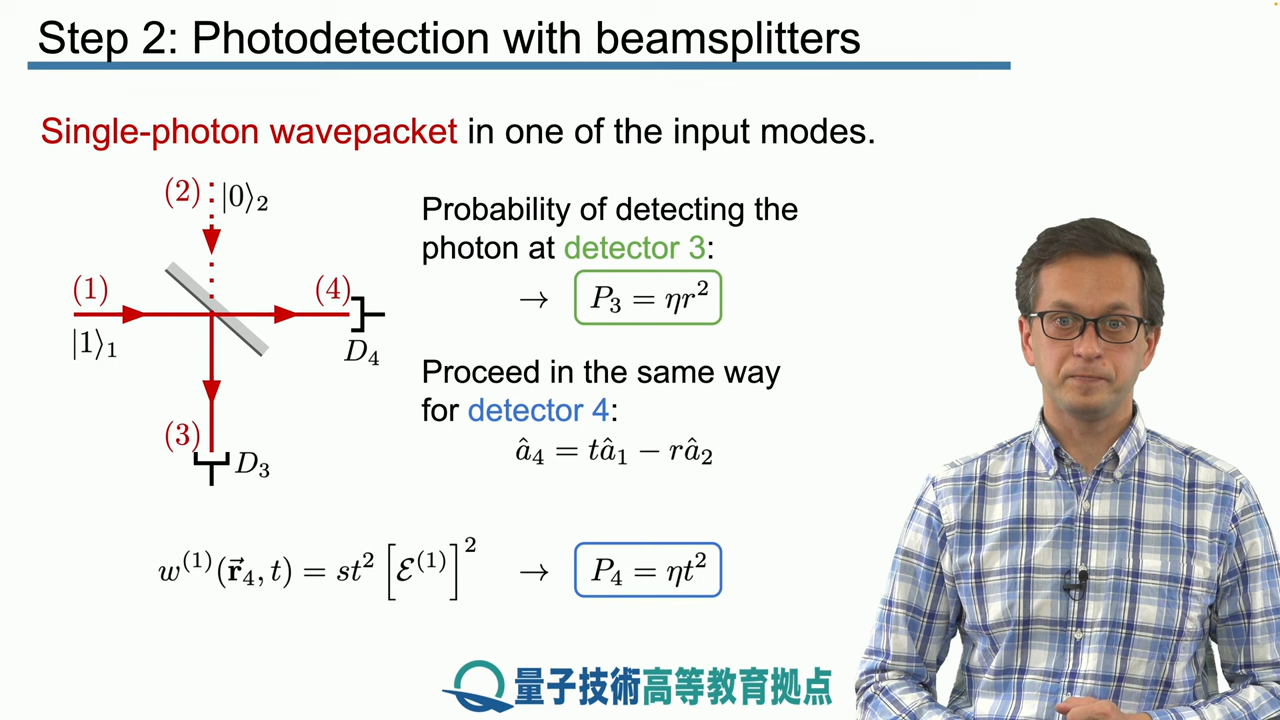 Step 2: Photodetection with beamsplitters
Single-photon wavepacket in one of the input modes.
(2) |0⟩₂
(1)
|1⟩₁
(4)
D₄
(3)
D₃
Probability of detecting the
photon at detector 3:
→ P₃ = ηr²
Proceed in the same way
for detector 4:
â₄ = tâ₁ − râ₂
w⁽¹⁾(r⃗₄, t) = st² [ℰ⁽¹⁾]² → P₄ = ηt²
量子技術高等教育拠点